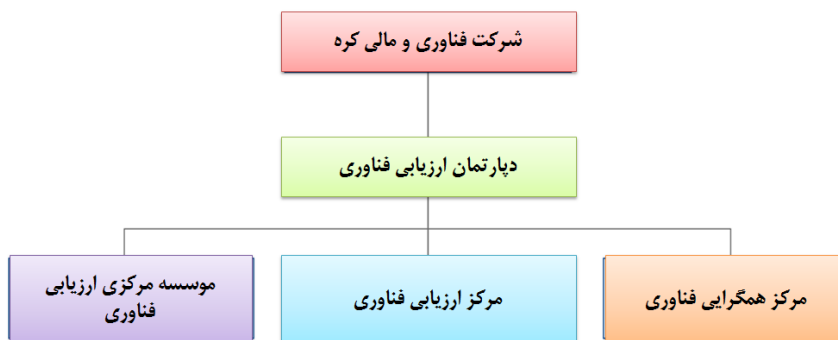 شرکت فناوری و مالی کره
دپارتمان ارزیابی فناوری
مرکز همگرایی فناوری
مرکز ارزیابی فناوری
موسسه مرکزی ارزیابی
فناوری